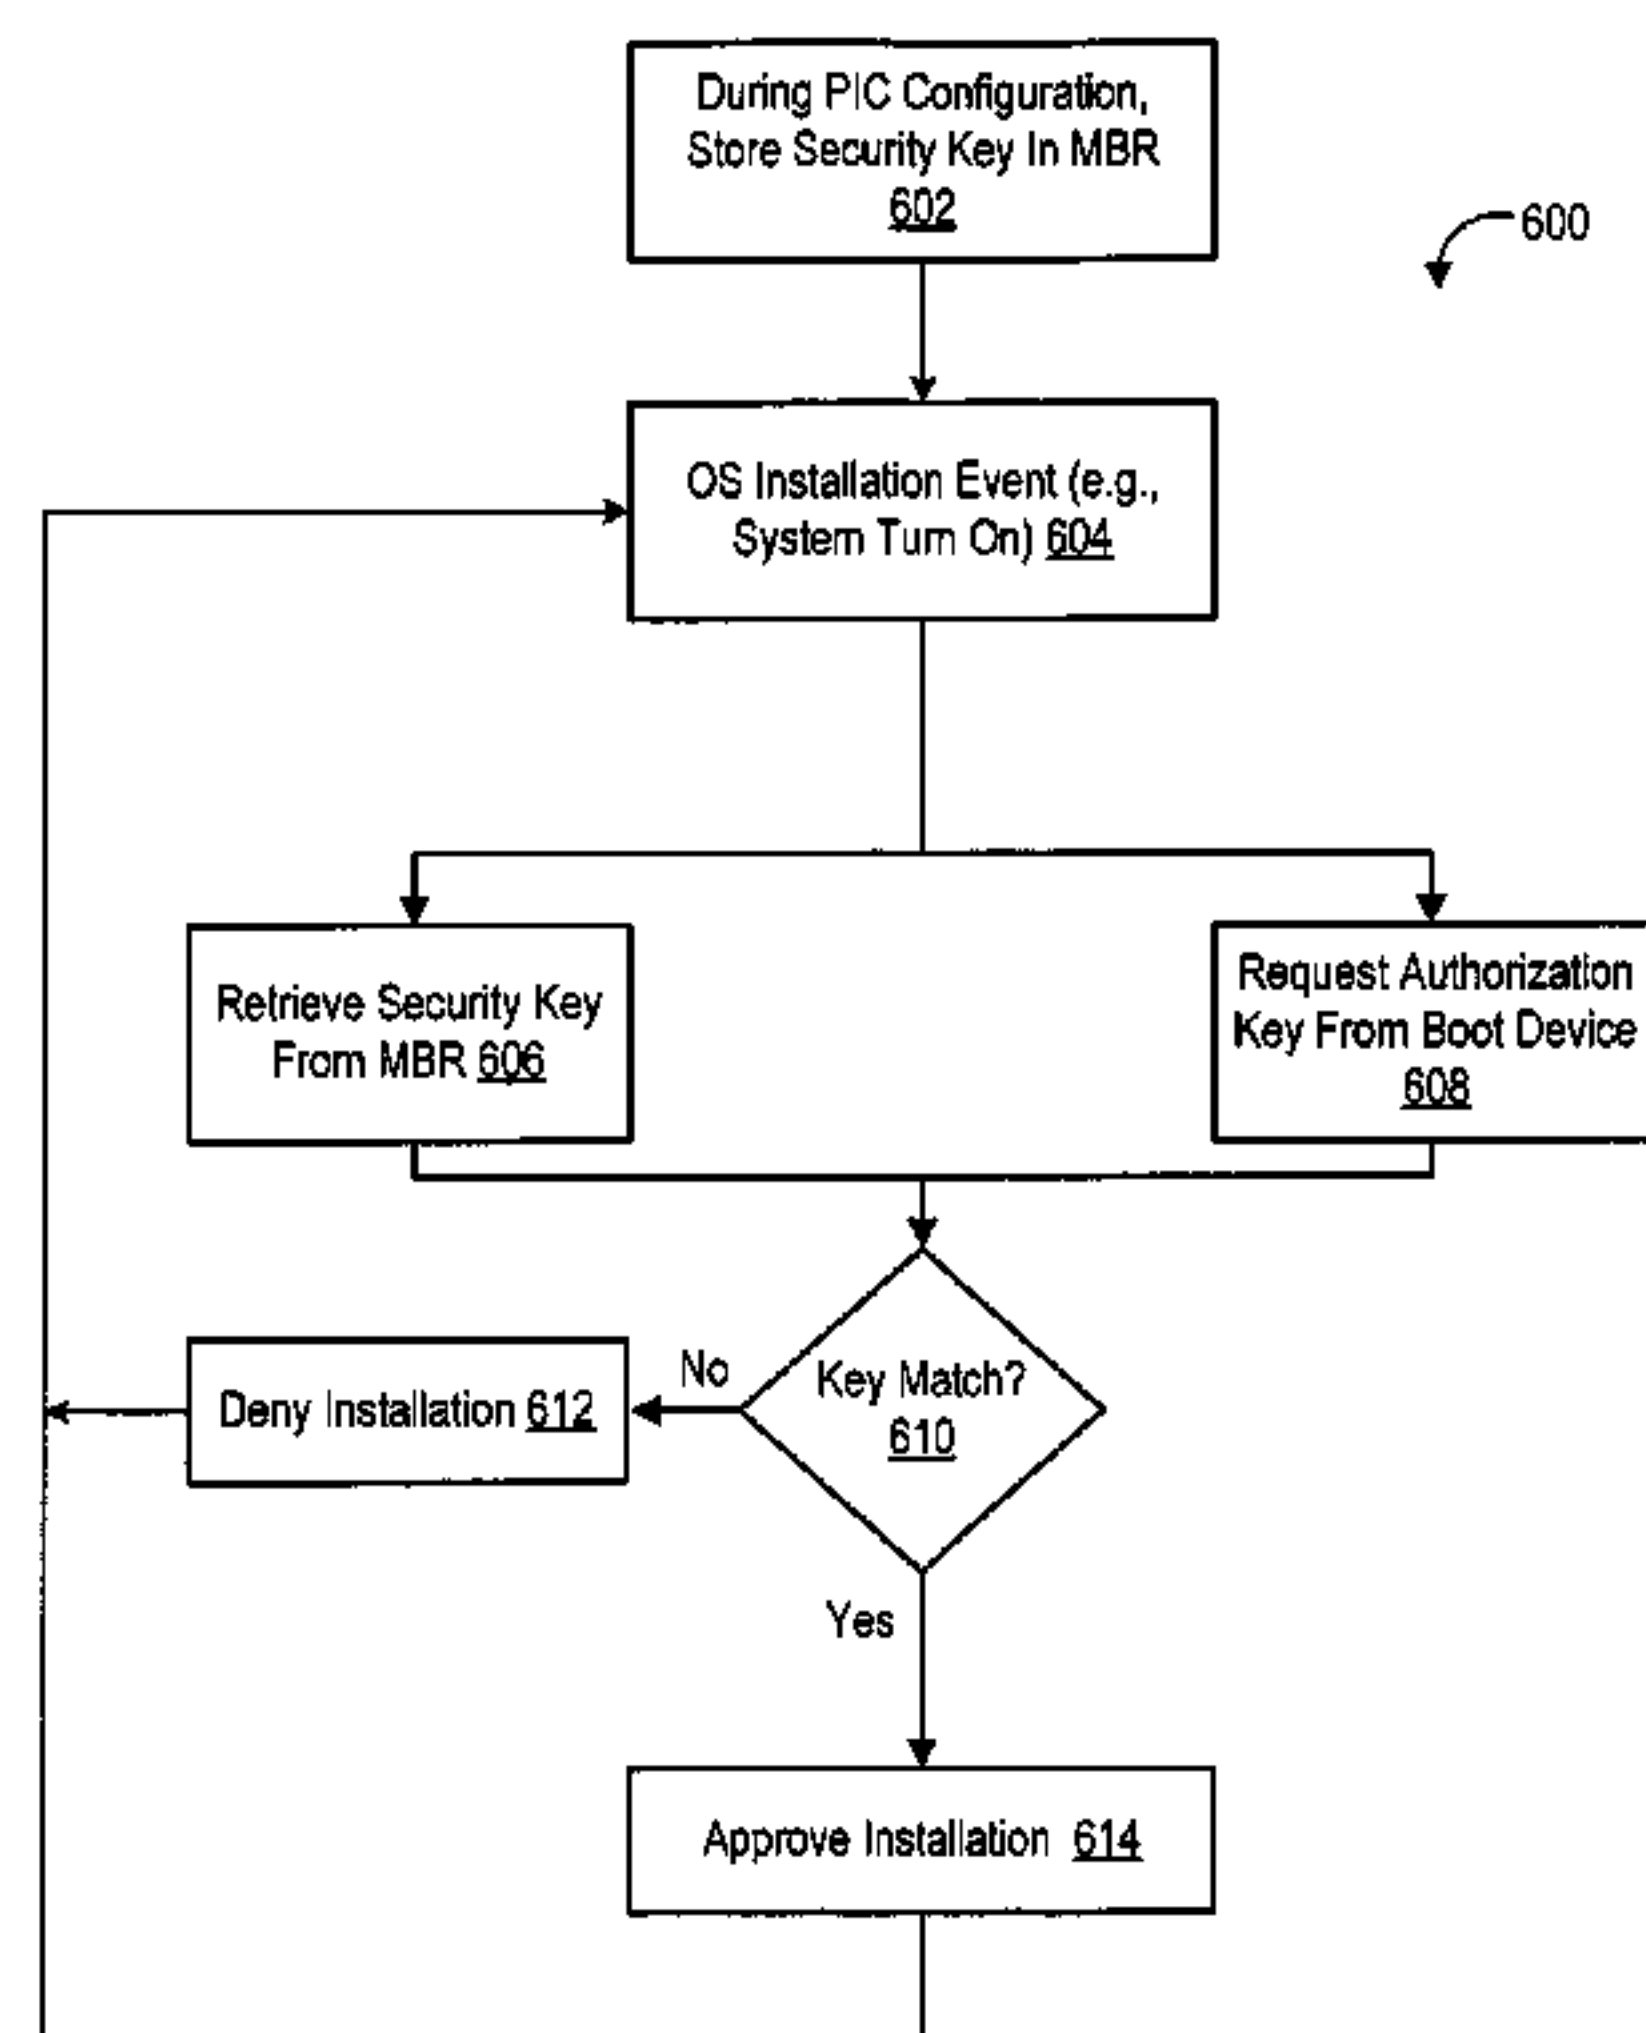 During PIC Configuration,
Store Security Key In MBR
602
600
OS Installation Event (e.g.,
System Turn On) 604
Retrieve Security Key
From MBR 606
Request Authorization
Key From Boot Device
608
No
Key Match?
610
Deny Installation 612
Yes
Approve Installation 614